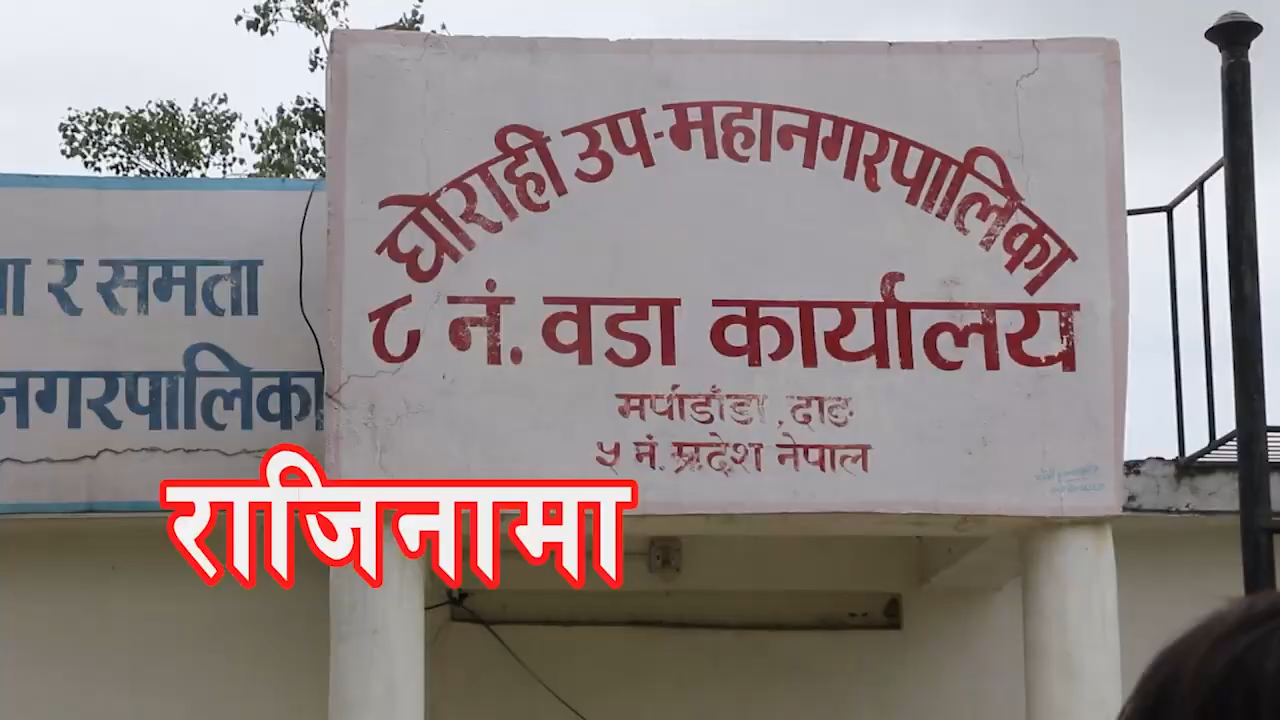 घोराही उप-महानगरपालिका
८ नं. वडा कार्यालय
मर्पाडाँडा, दाङ
५ नं. प्रदेश नेपाल
र समता
नगरपालिका
राजिनामा